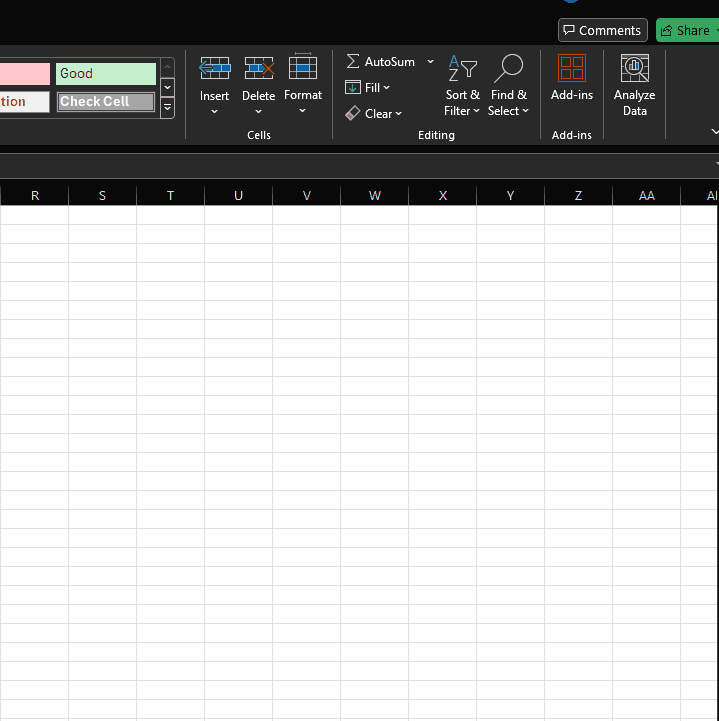 Comments Share
Good
tion Check Cell
Insert Delete Format
Cells
AutoSum
Fill
Clear
Sort &
Filter
Find &
Select
Editing
Add-ins
Add-ins
Analyze
Data
R S T U V W X Y Z AA